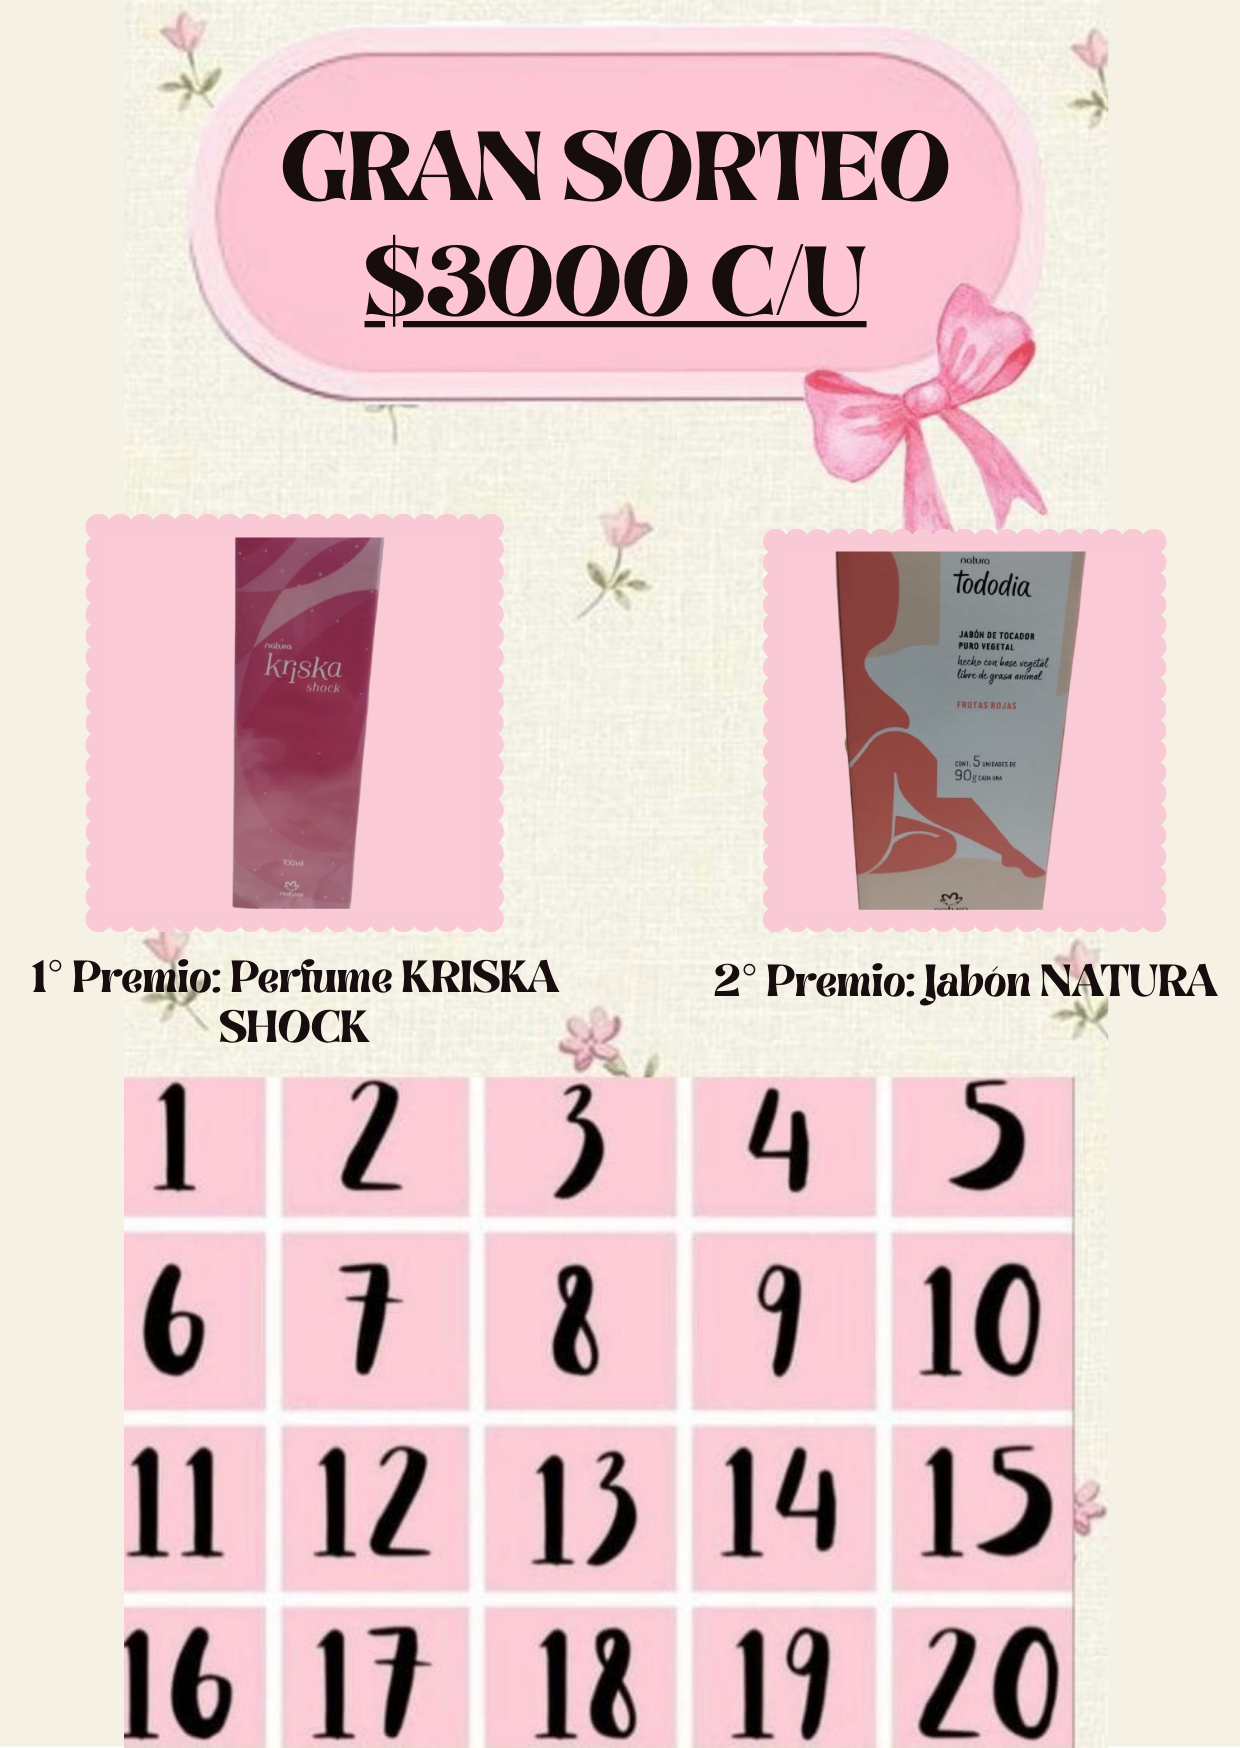 GRAN SORTEO
$3000 C/U
natura
kriska
shock
100ml
natura
natura
tododia
JABÓN DE TOCADOR
PURO VEGETAL
hecho con base vegetal
libre de grasa animal
FRUTAS ROJAS
CONT. 5 UNIDADES DE
90g CADA UNA
natura
1° Premio: Perfume KRISKA
SHOCK
2° Premio: Jabón NATURA
1 2 3 4 5
6 7 8 9 10
11 12 13 14 15
16 17 18 19 20